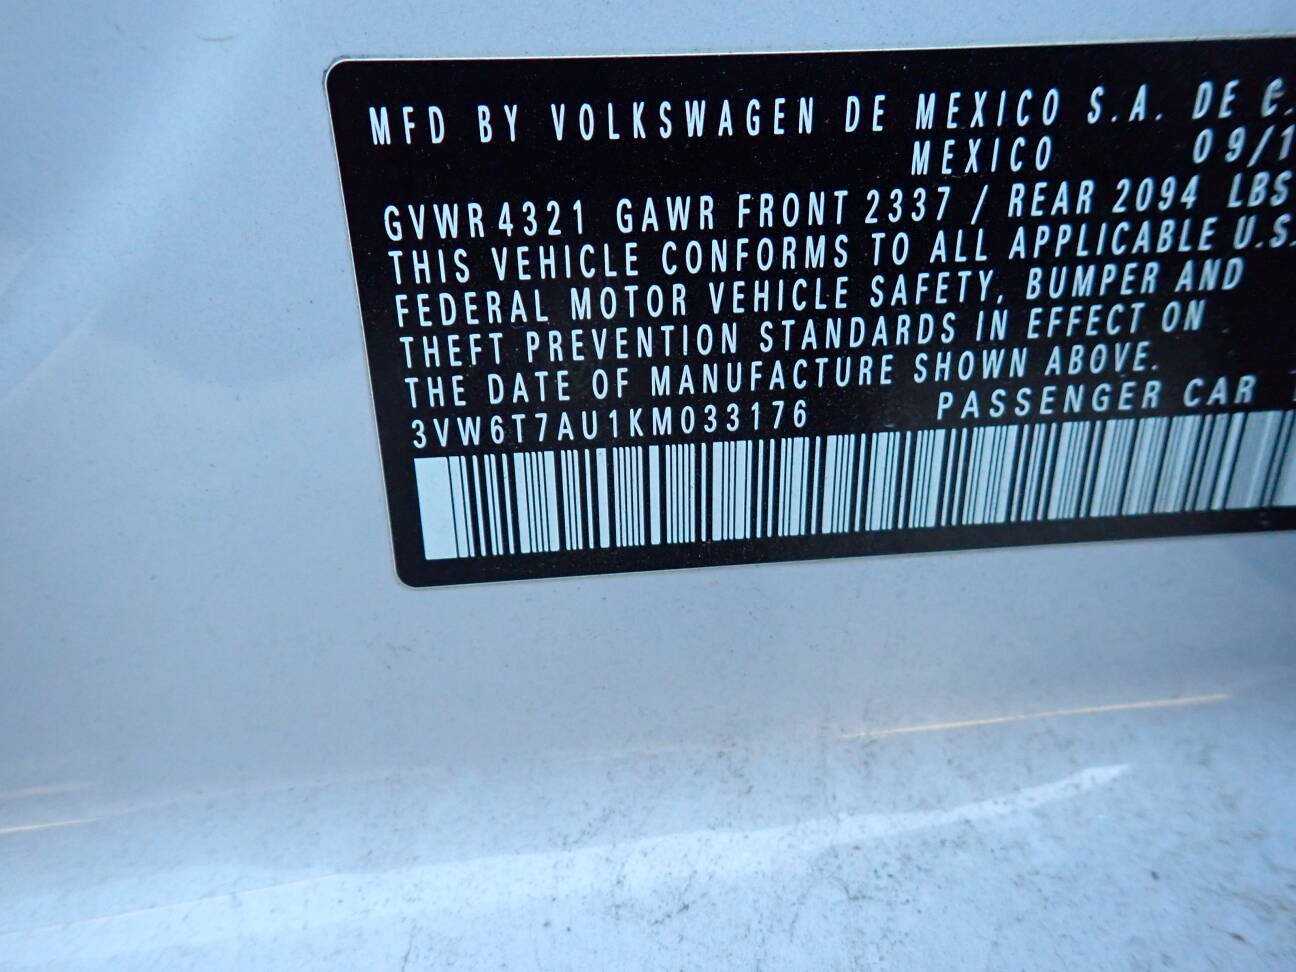 MFD BY VOLKSWAGEN DE MEXICO S.A. DE C.
MEXICO 09/1
GVWR 4321 GAWR FRONT 2337 / REAR 2094 LBS
THIS VEHICLE CONFORMS TO ALL APPLICABLE U.S.
FEDERAL MOTOR VEHICLE SAFETY, BUMPER AND
THEFT PREVENTION STANDARDS IN EFFECT ON
THE DATE OF MANUFACTURE SHOWN ABOVE.
3VW6T7AU1KM033176 PASSENGER CAR